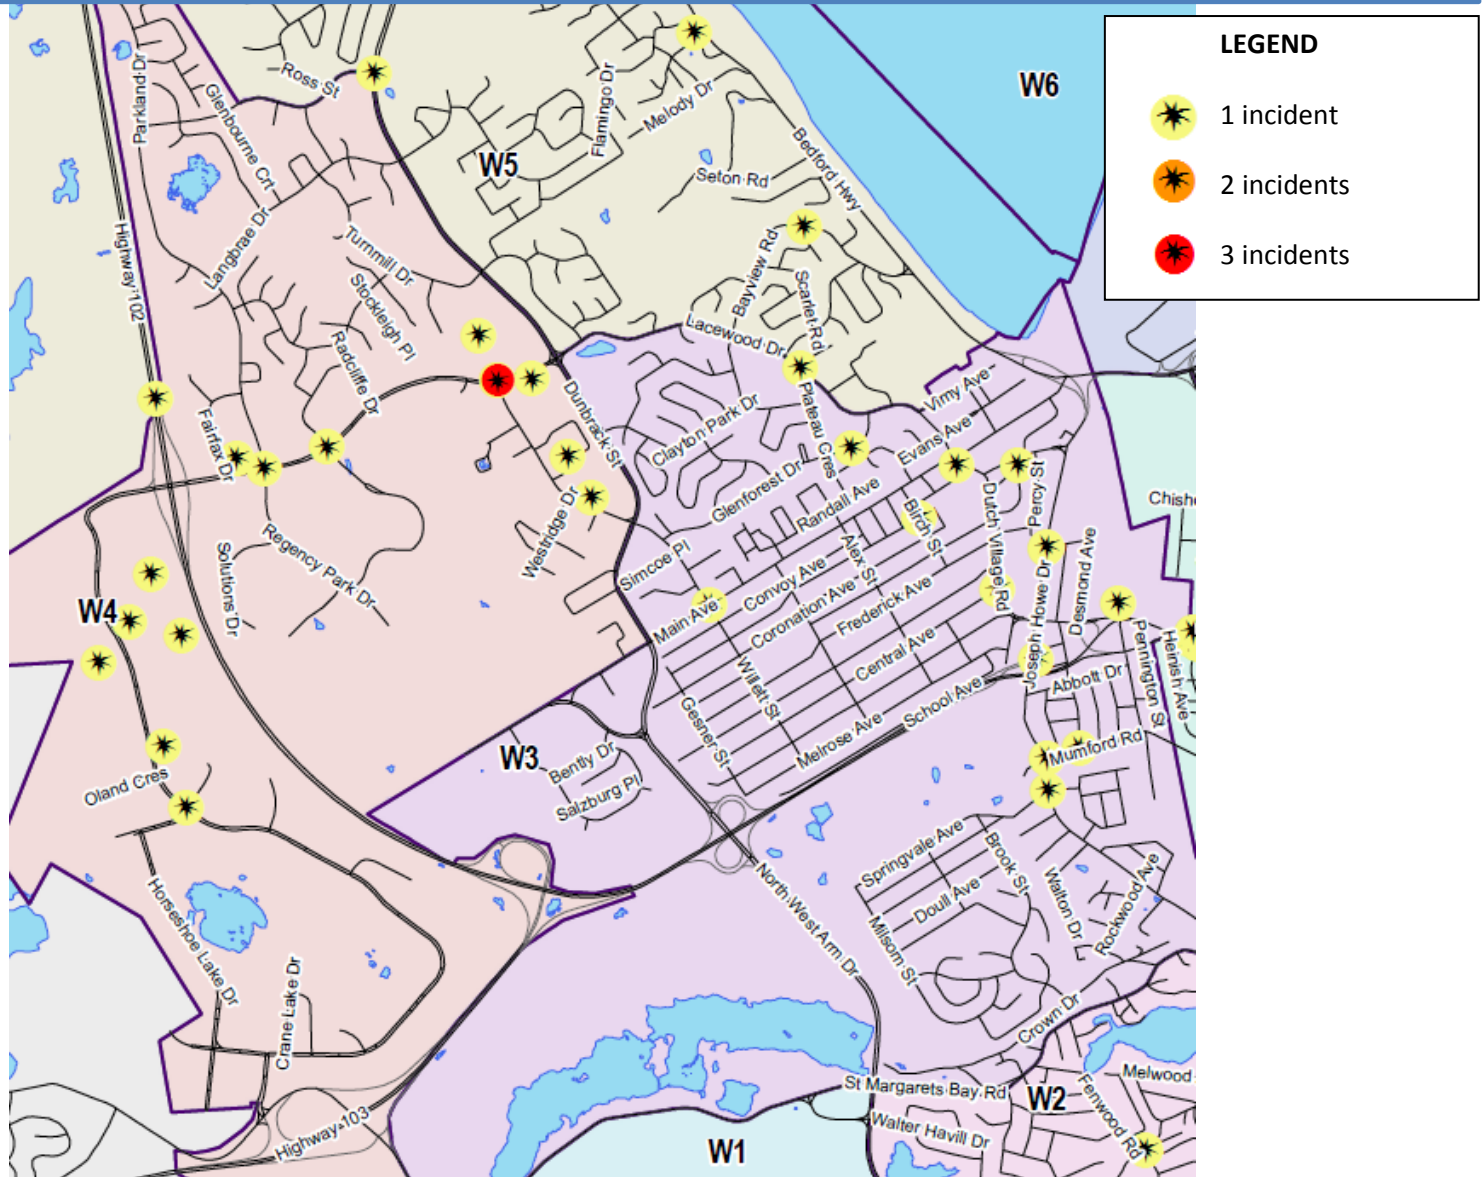 LEGEND
1 incident
2 incidents
3 incidents
W6
W5
W4
W3
W2
W1
Parkland Dr
Ross St
Glenbourne Crt
Flamingo Dr
Melody Dr
Bedford Hwy
Seton Rd
Highway 102
Langbrae Dr
Turnmill Dr
Stockleigh Pl
Radcliffe Dr
Bayview Rd
Scarlet Rd
Lacewood Dr
Fairfax Dr
Dunbrack St
Clayton Park Dr
Plateau Cres
Vimy Ave
Evans Ave
Glenforest Dr
Randall Ave
Birch St
Dutch Village Rd
Percy St
Westridge Dr
Regency Park Dr
Solutions Dr
Simcoe Pl
Main Ave
Convoy Ave
Alex St
Coronation Ave
Frederick Ave
Central Ave
Joseph Howe Dr
Desmond Ave
Pennington St
Heinish Ave
Abbott Dr
Willett St
Gesner St
School Ave
Melrose Ave
Mumford Rd
Bently Dr
Salzburg Pl
Oland Cres
Springvale Ave
Brook St
Doull Ave
Walton Dr
Rockwood Ave
Milsom St
North West Arm Dr
Horseshoe Lake Dr
Crane Lake Dr
Crown Dr
St Margarets Bay Rd
Melwood
Fenwood Rd
Walter Havill Dr
Highway 103